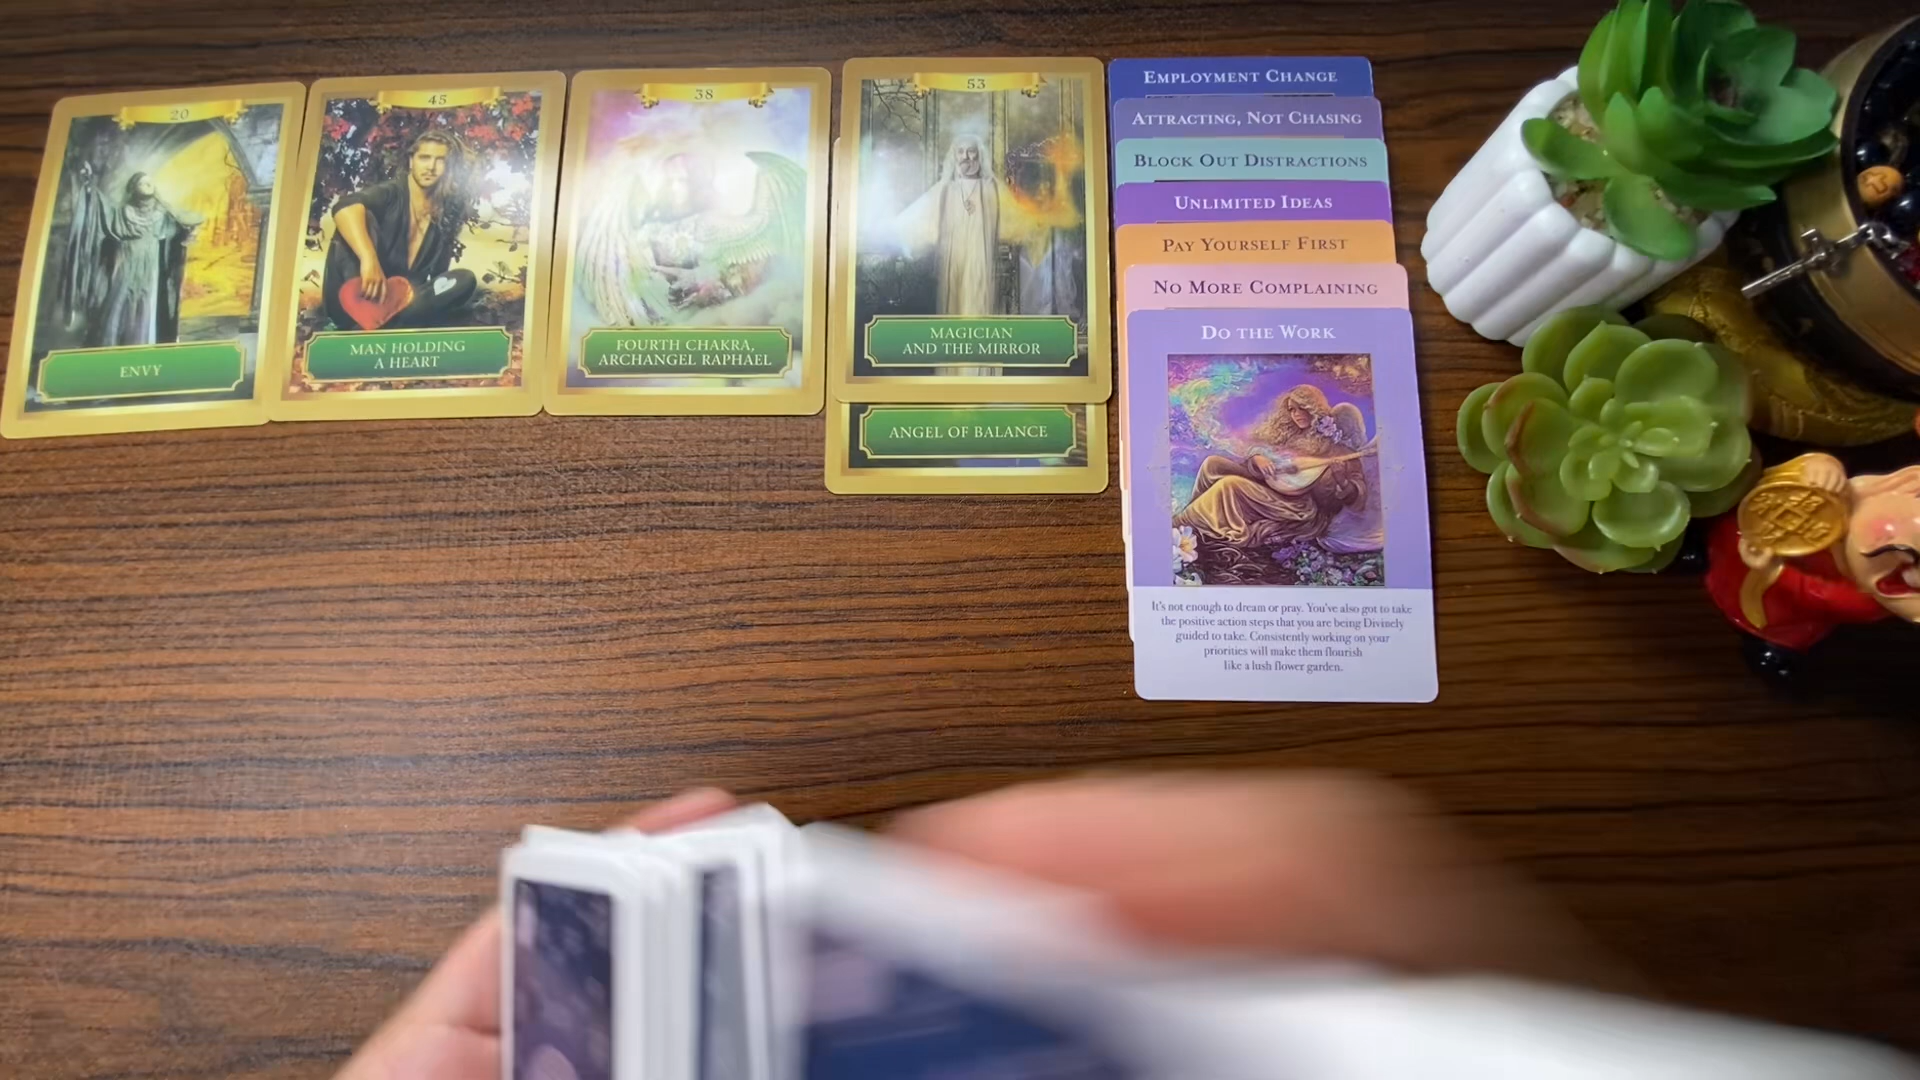 20
ENVY
45
MAN HOLDING
A HEART
38
FOURTH CHAKRA,
ARCHANGEL RAPHAEL
53
MAGICIAN
AND THE MIRROR
ANGEL OF BALANCE
EMPLOYMENT CHANGE
ATTRACTING, NOT CHASING
BLOCK OUT DISTRACTIONS
UNLIMITED IDEAS
PAY YOURSELF FIRST
NO MORE COMPLAINING
DO THE WORK
It's not enough to dream or pray. You've also got to take
the positive action steps that you are being Divinely
guided to take. Consistently working on your
priorities will make them flourish
like a lush flower garden.